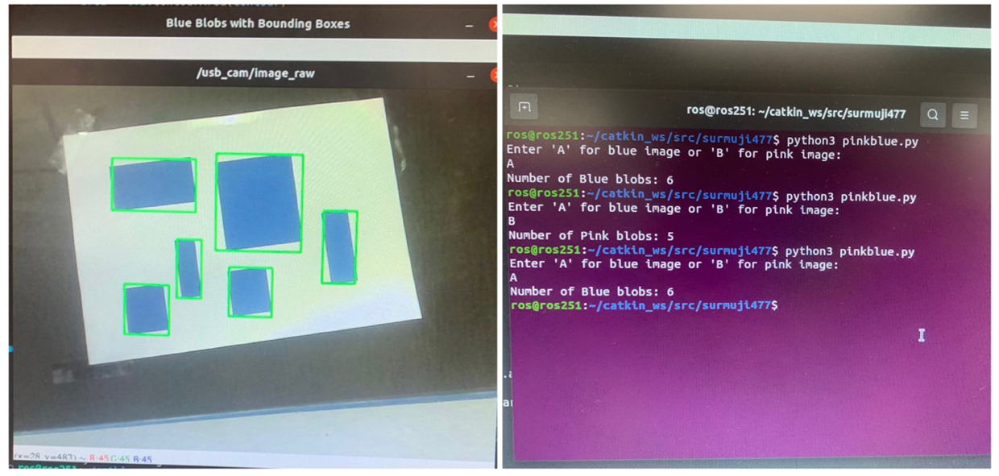 Blue Blobs with Bounding Boxes
/usb_cam/image_raw
ros@ros251: ~/catkin_ws/src/surmuji477
ros@ros251:~/catkin_ws/src/surmuji477$ python3 pinkblue.py
Enter 'A' for blue image or 'B' for pink image:
A
Number of Blue blobs: 6
ros@ros251:~/catkin_ws/src/surmuji477$ python3 pinkblue.py
Enter 'A' for blue image or 'B' for pink image:
B
Number of Pink blobs: 5
ros@ros251:~/catkin_ws/src/surmuji477$ python3 pinkblue.py
Enter 'A' for blue image or 'B' for pink image:
A
Number of Blue blobs: 6
ros@ros251:~/catkin_ws/src/surmuji477$
(x=28, y=483) ~ R:45 G:45 B:45